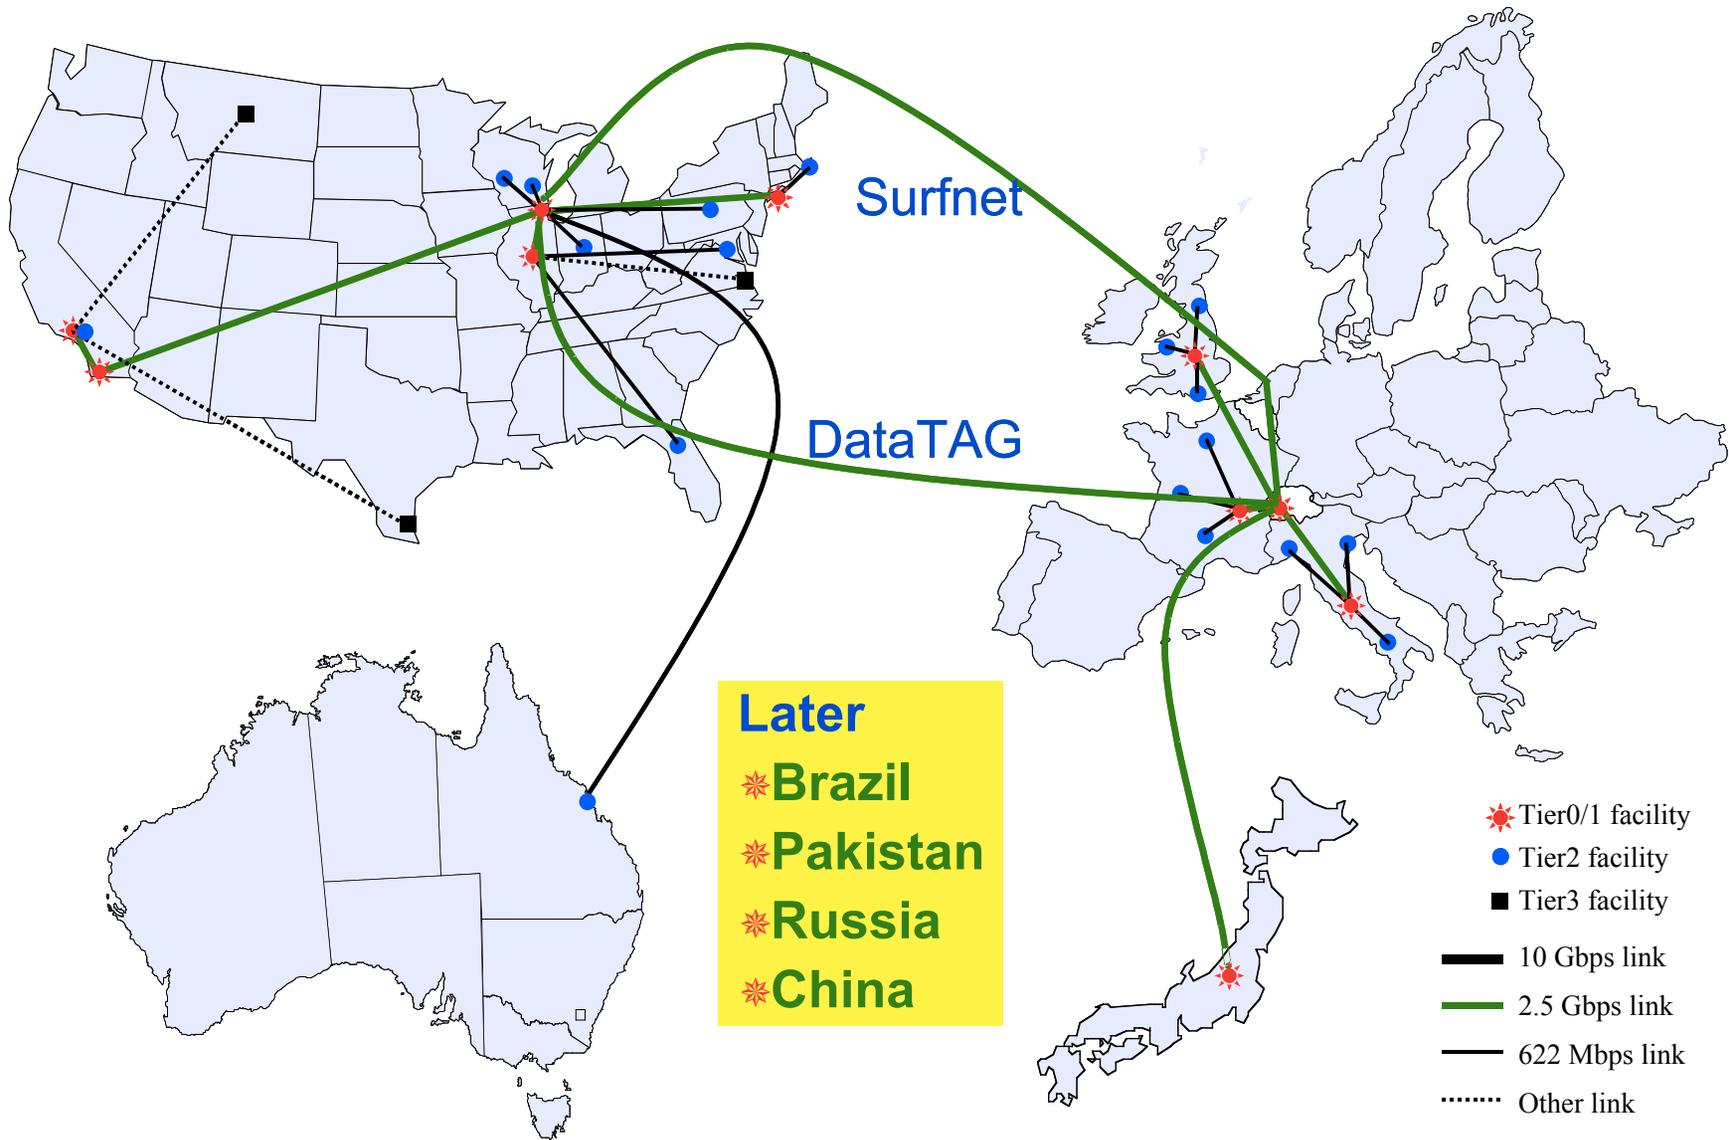 Surfnet
DataTAG
Later
Brazil
Pakistan
Russia
China
Tier0/1 facility
Tier2 facility
Tier3 facility
10 Gbps link
2.5 Gbps link
622 Mbps link
Other link